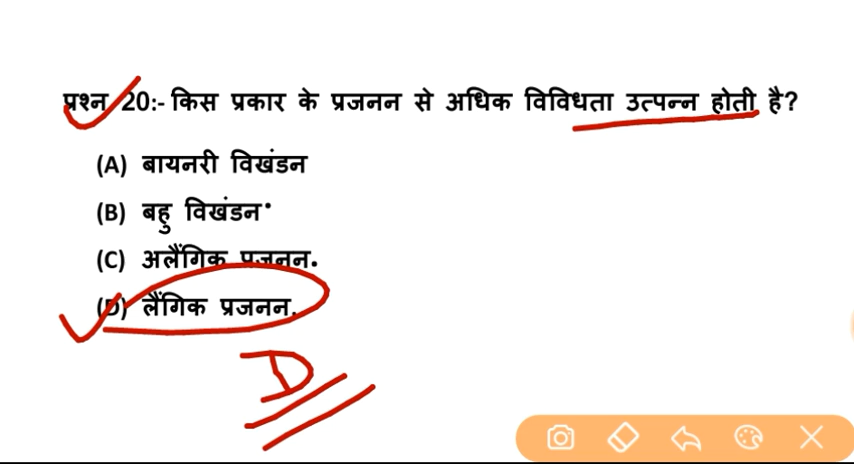 प्रश्न 20:- किस प्रकार के प्रजनन से अधिक विविधता उत्पन्न होती है?
(A) बायनरी विखंडन
(B) बहु विखंडन
(C) अलैंगिक प्रजनन.
(D) लैंगिक प्रजनन.
D